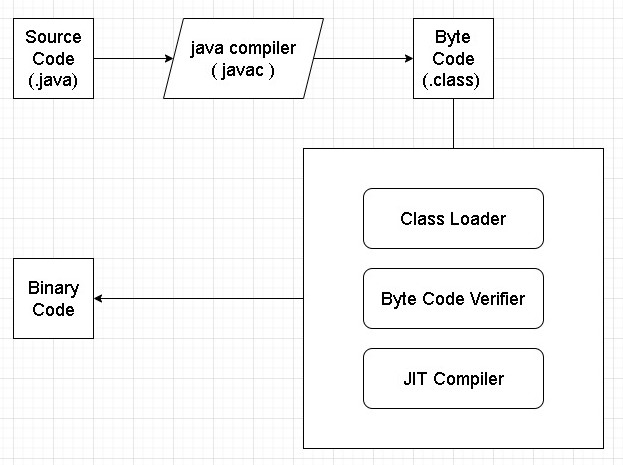 Source
Code
(.java)
java compiler
( javac )
Byte
Code
(.class)
Class Loader
Byte Code Verifier
JIT Compiler
Binary
Code